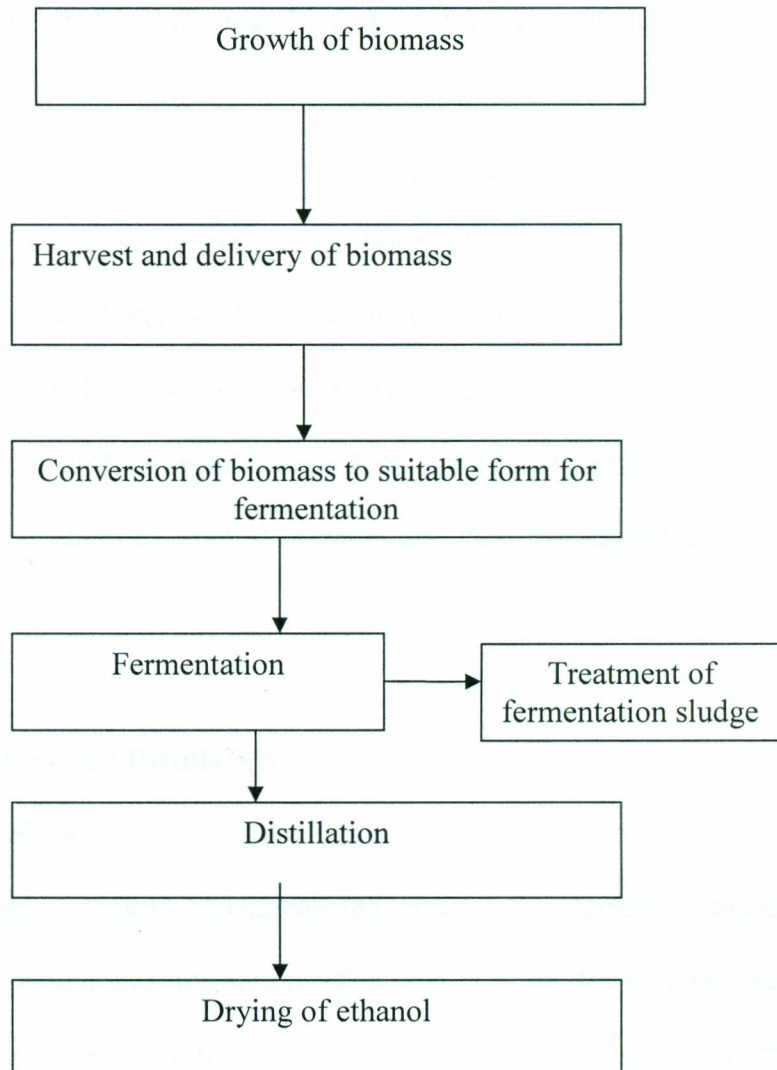 Growth of biomass
Harvest and delivery of biomass
Conversion of biomass to suitable form for
fermentation
Fermentation
Treatment of
fermentation sludge
Distillation
Drying of ethanol